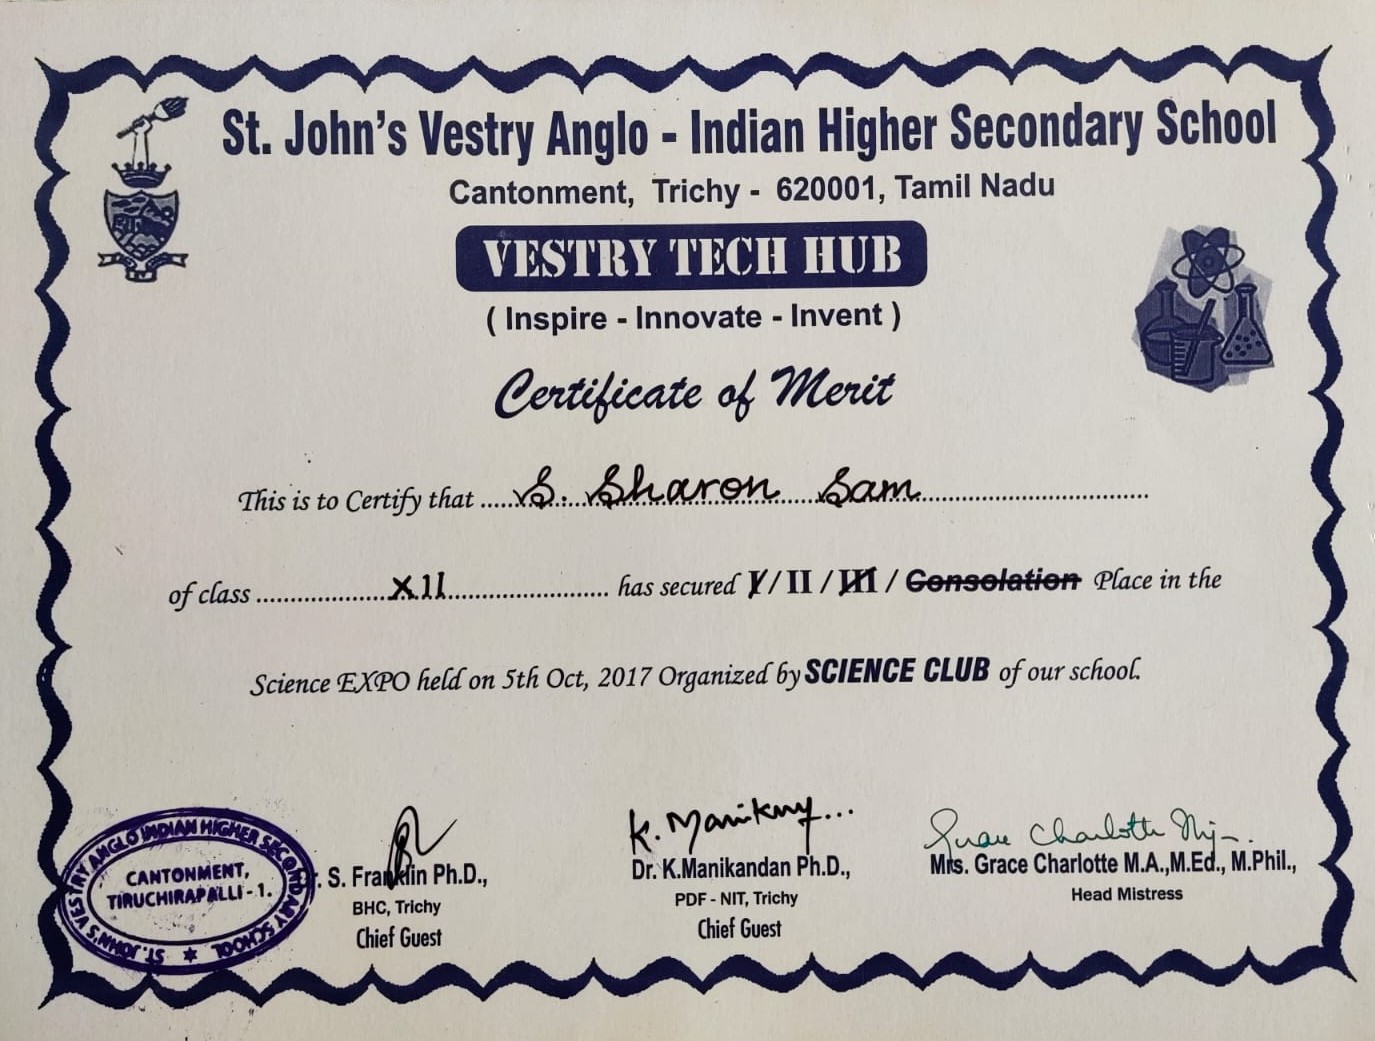 St. John's Vestry Anglo - Indian Higher Secondary School
Cantonment, Trichy - 620001, Tamil Nadu
VESTRY TECH HUB
( Inspire - Innovate - Invent )
Certificate of Merit
This is to Certify that ..... S. Sharon Sam ..............................
of class .................... XII .......................... has secured I / II / III / Consolation Place in the
Science EXPO held on 5th Oct, 2017 Organized by SCIENCE CLUB of our school.
ST. JOHN'S VESTRY ANGLO INDIAN HIGHER SECONDARY SCHOOL
CANTONMENT,
TIRUCHIRAPALLI - 1.
S. Franklin Ph.D.,
BHC, Trichy
Chief Guest
Dr. K.Manikandan Ph.D.,
PDF - NIT, Trichy
Chief Guest
Mrs. Grace Charlotte M.A.,M.Ed., M.Phil.,
Head Mistress